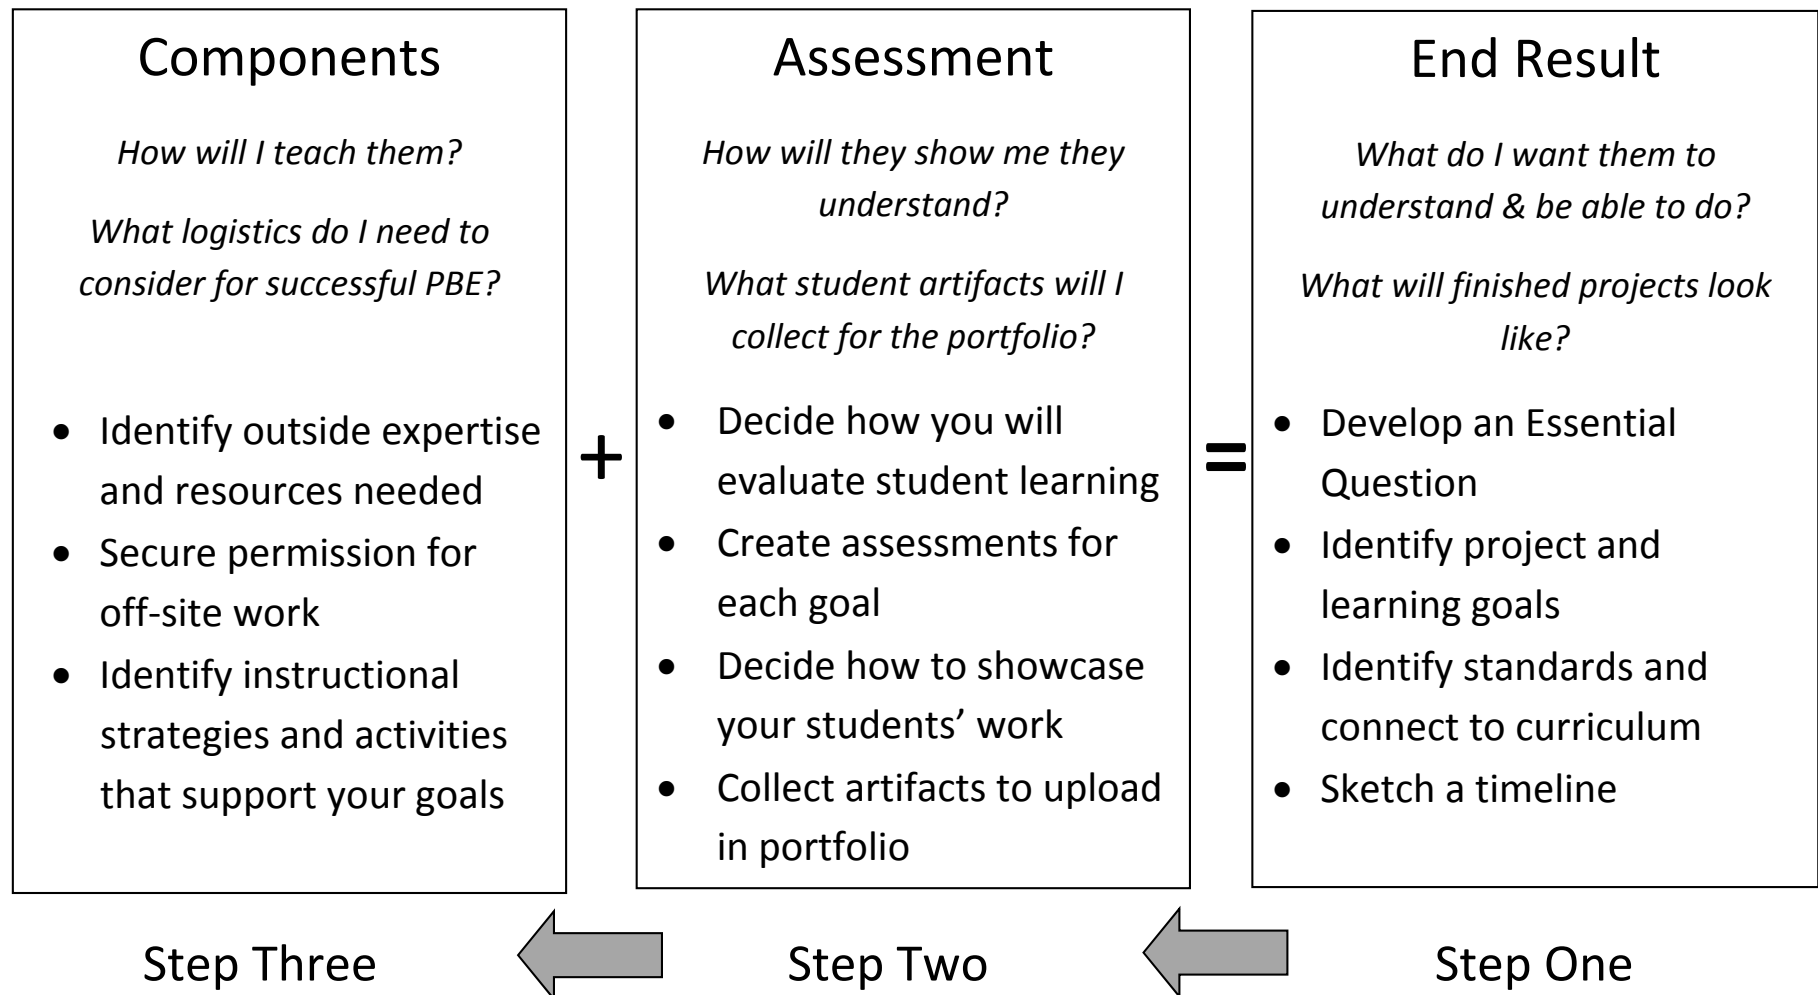 Components
How will I teach them?
What logistics do I need to
consider for successful PBE?
• Identify outside expertise
and resources needed
• Secure permission for
off-site work
• Identify instructional
strategies and activities
that support your goals
+
Assessment
How will they show me they
understand?
What student artifacts will I
collect for the portfolio?
• Decide how you will
evaluate student learning
• Create assessments for
each goal
• Decide how to showcase
your students’ work
• Collect artifacts to upload
in portfolio
=
End Result
What do I want them to
understand & be able to do?
What will finished projects look
like?
• Develop an Essential
Question
• Identify project and
learning goals
• Identify standards and
connect to curriculum
• Sketch a timeline
Step Three
Step Two
Step One